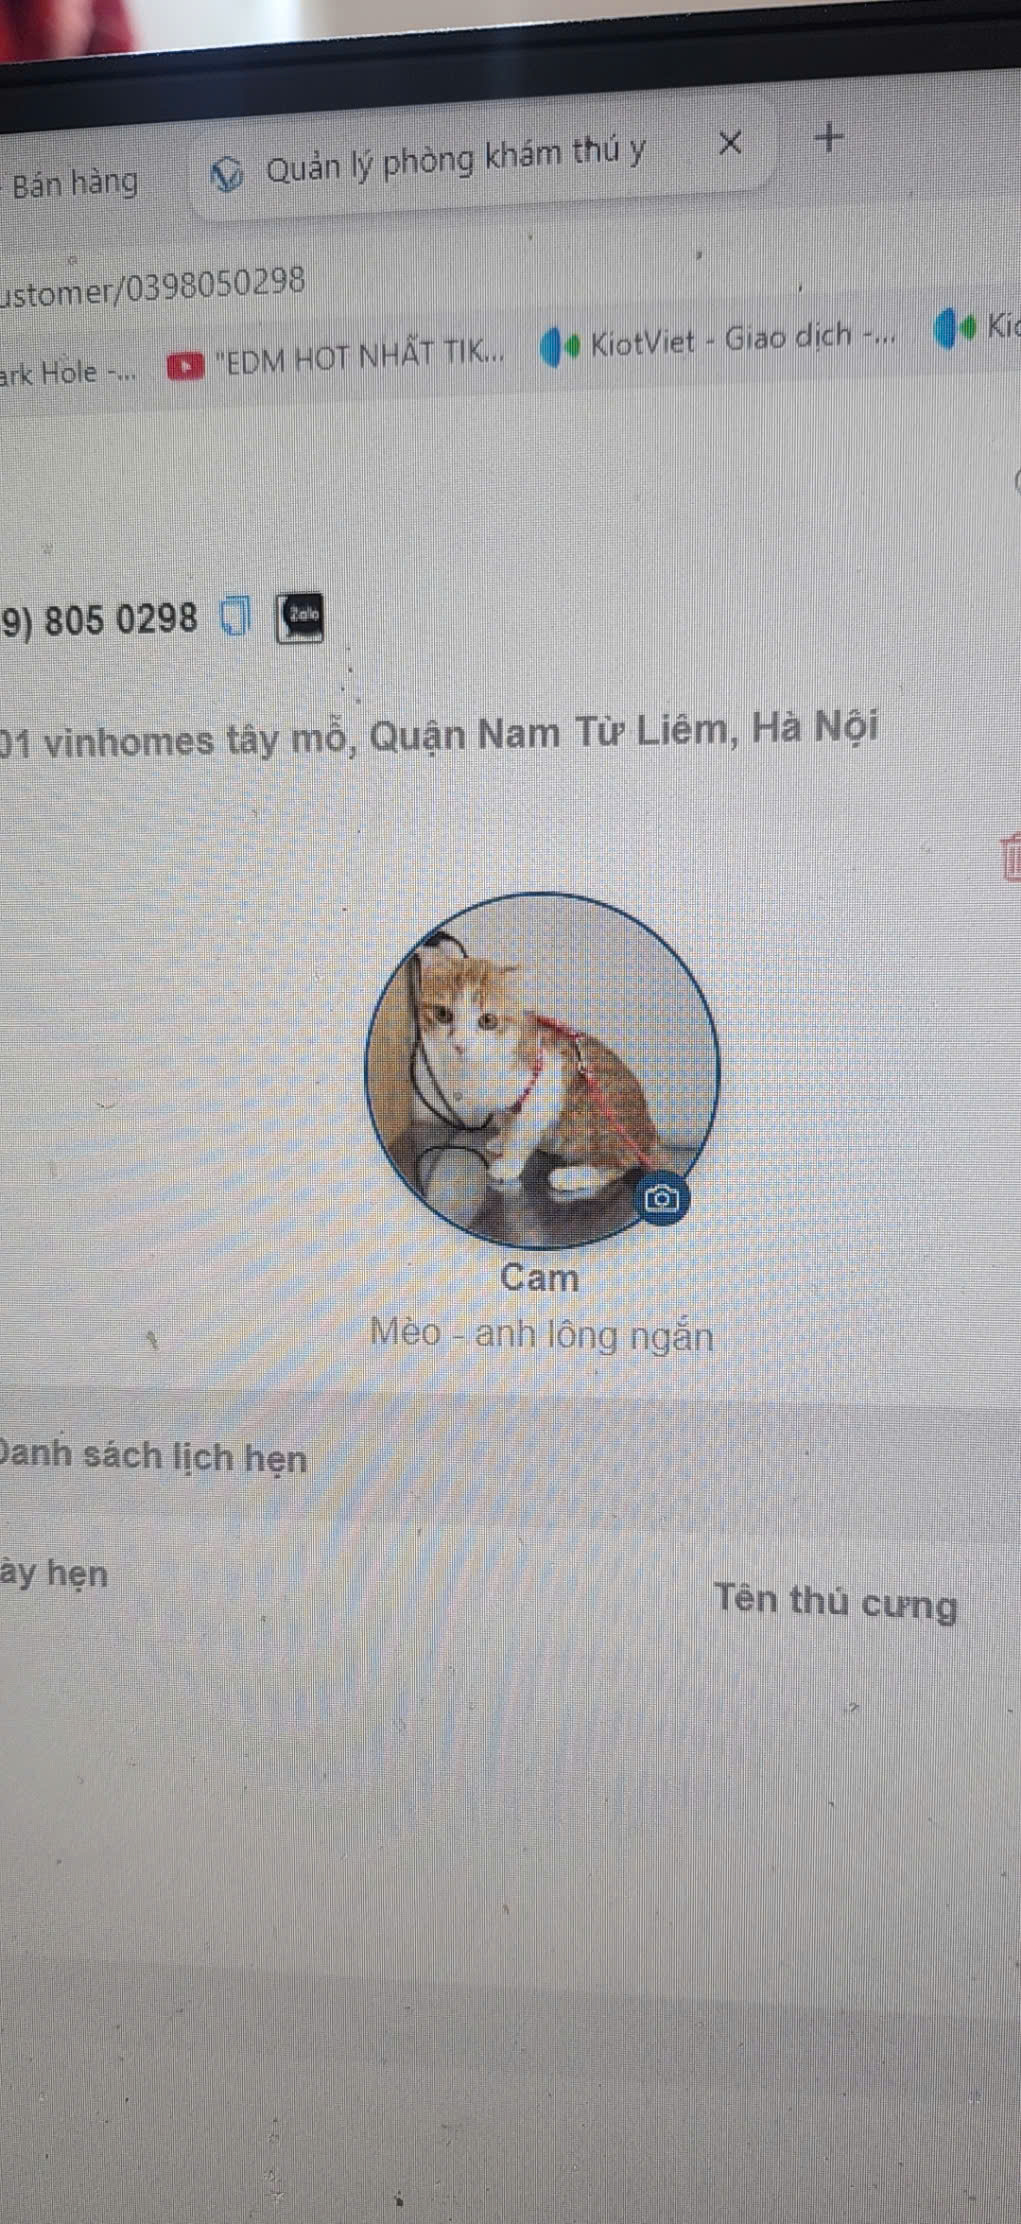 Bán hàng
Quản lý phòng khám thú y
ustomer/0398050298
ark Hole -...
"EDM HOT NHẤT TIK...
KiotViet - Giao dịch -...
Kio
9) 805 0298
Zalo
01 vinhomes tây mỗ, Quận Nam Từ Liêm, Hà Nội
Cam
Mèo - anh lông ngắn
Danh sách lịch hẹn
ày hẹn
Tên thú cưng